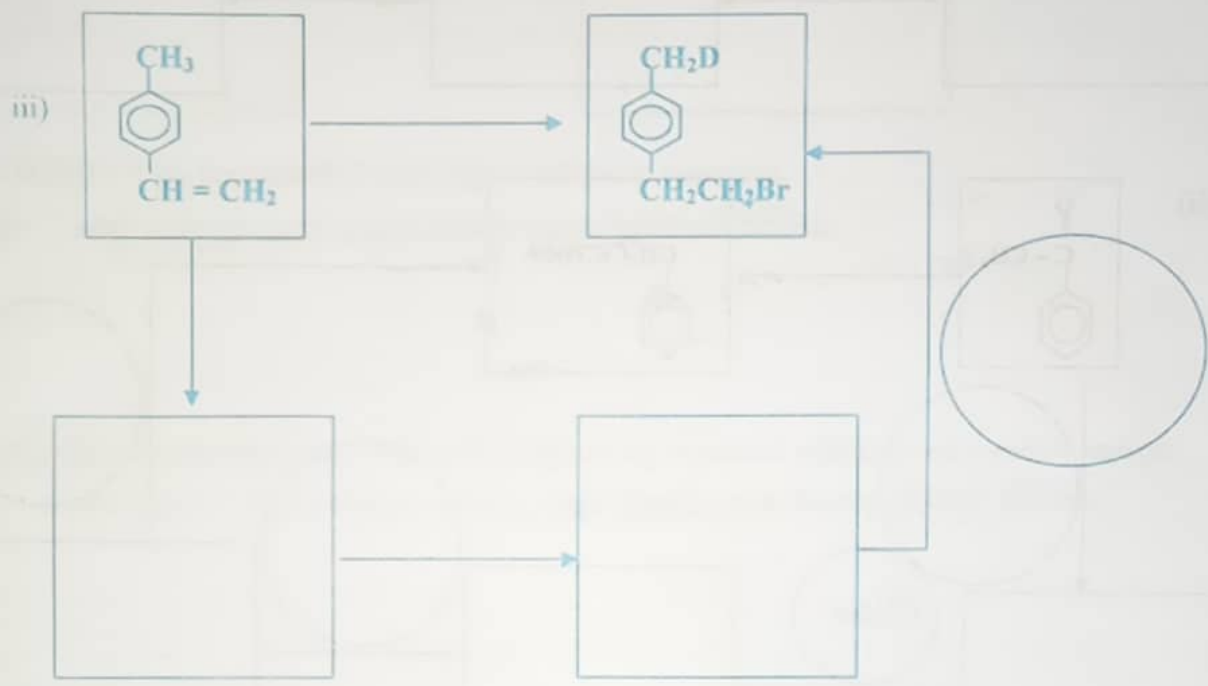 iii)
CH₃
CH = CH₂
CH₂D
CH₂CH₂Br